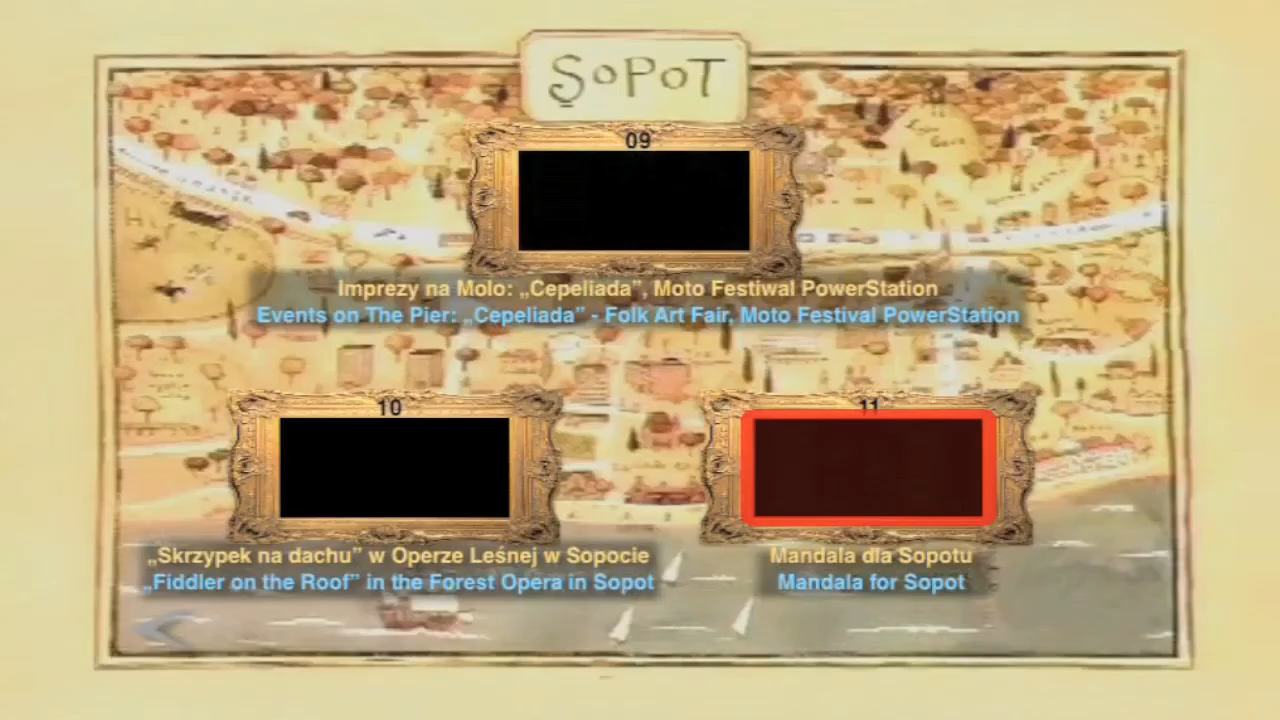 SoPoT
09
Imprezy na Molo: „Cepeliada”, Moto Festiwal PowerStation
Events on The Pier: „Cepeliada” - Folk Art Fair, Moto Festival PowerStation
10
„Skrzypek na dachu” w Operze Leśnej w Sopocie
„Fiddler on the Roof” in the Forest Opera in Sopot
11
Mandala dla Sopotu
Mandala for Sopot